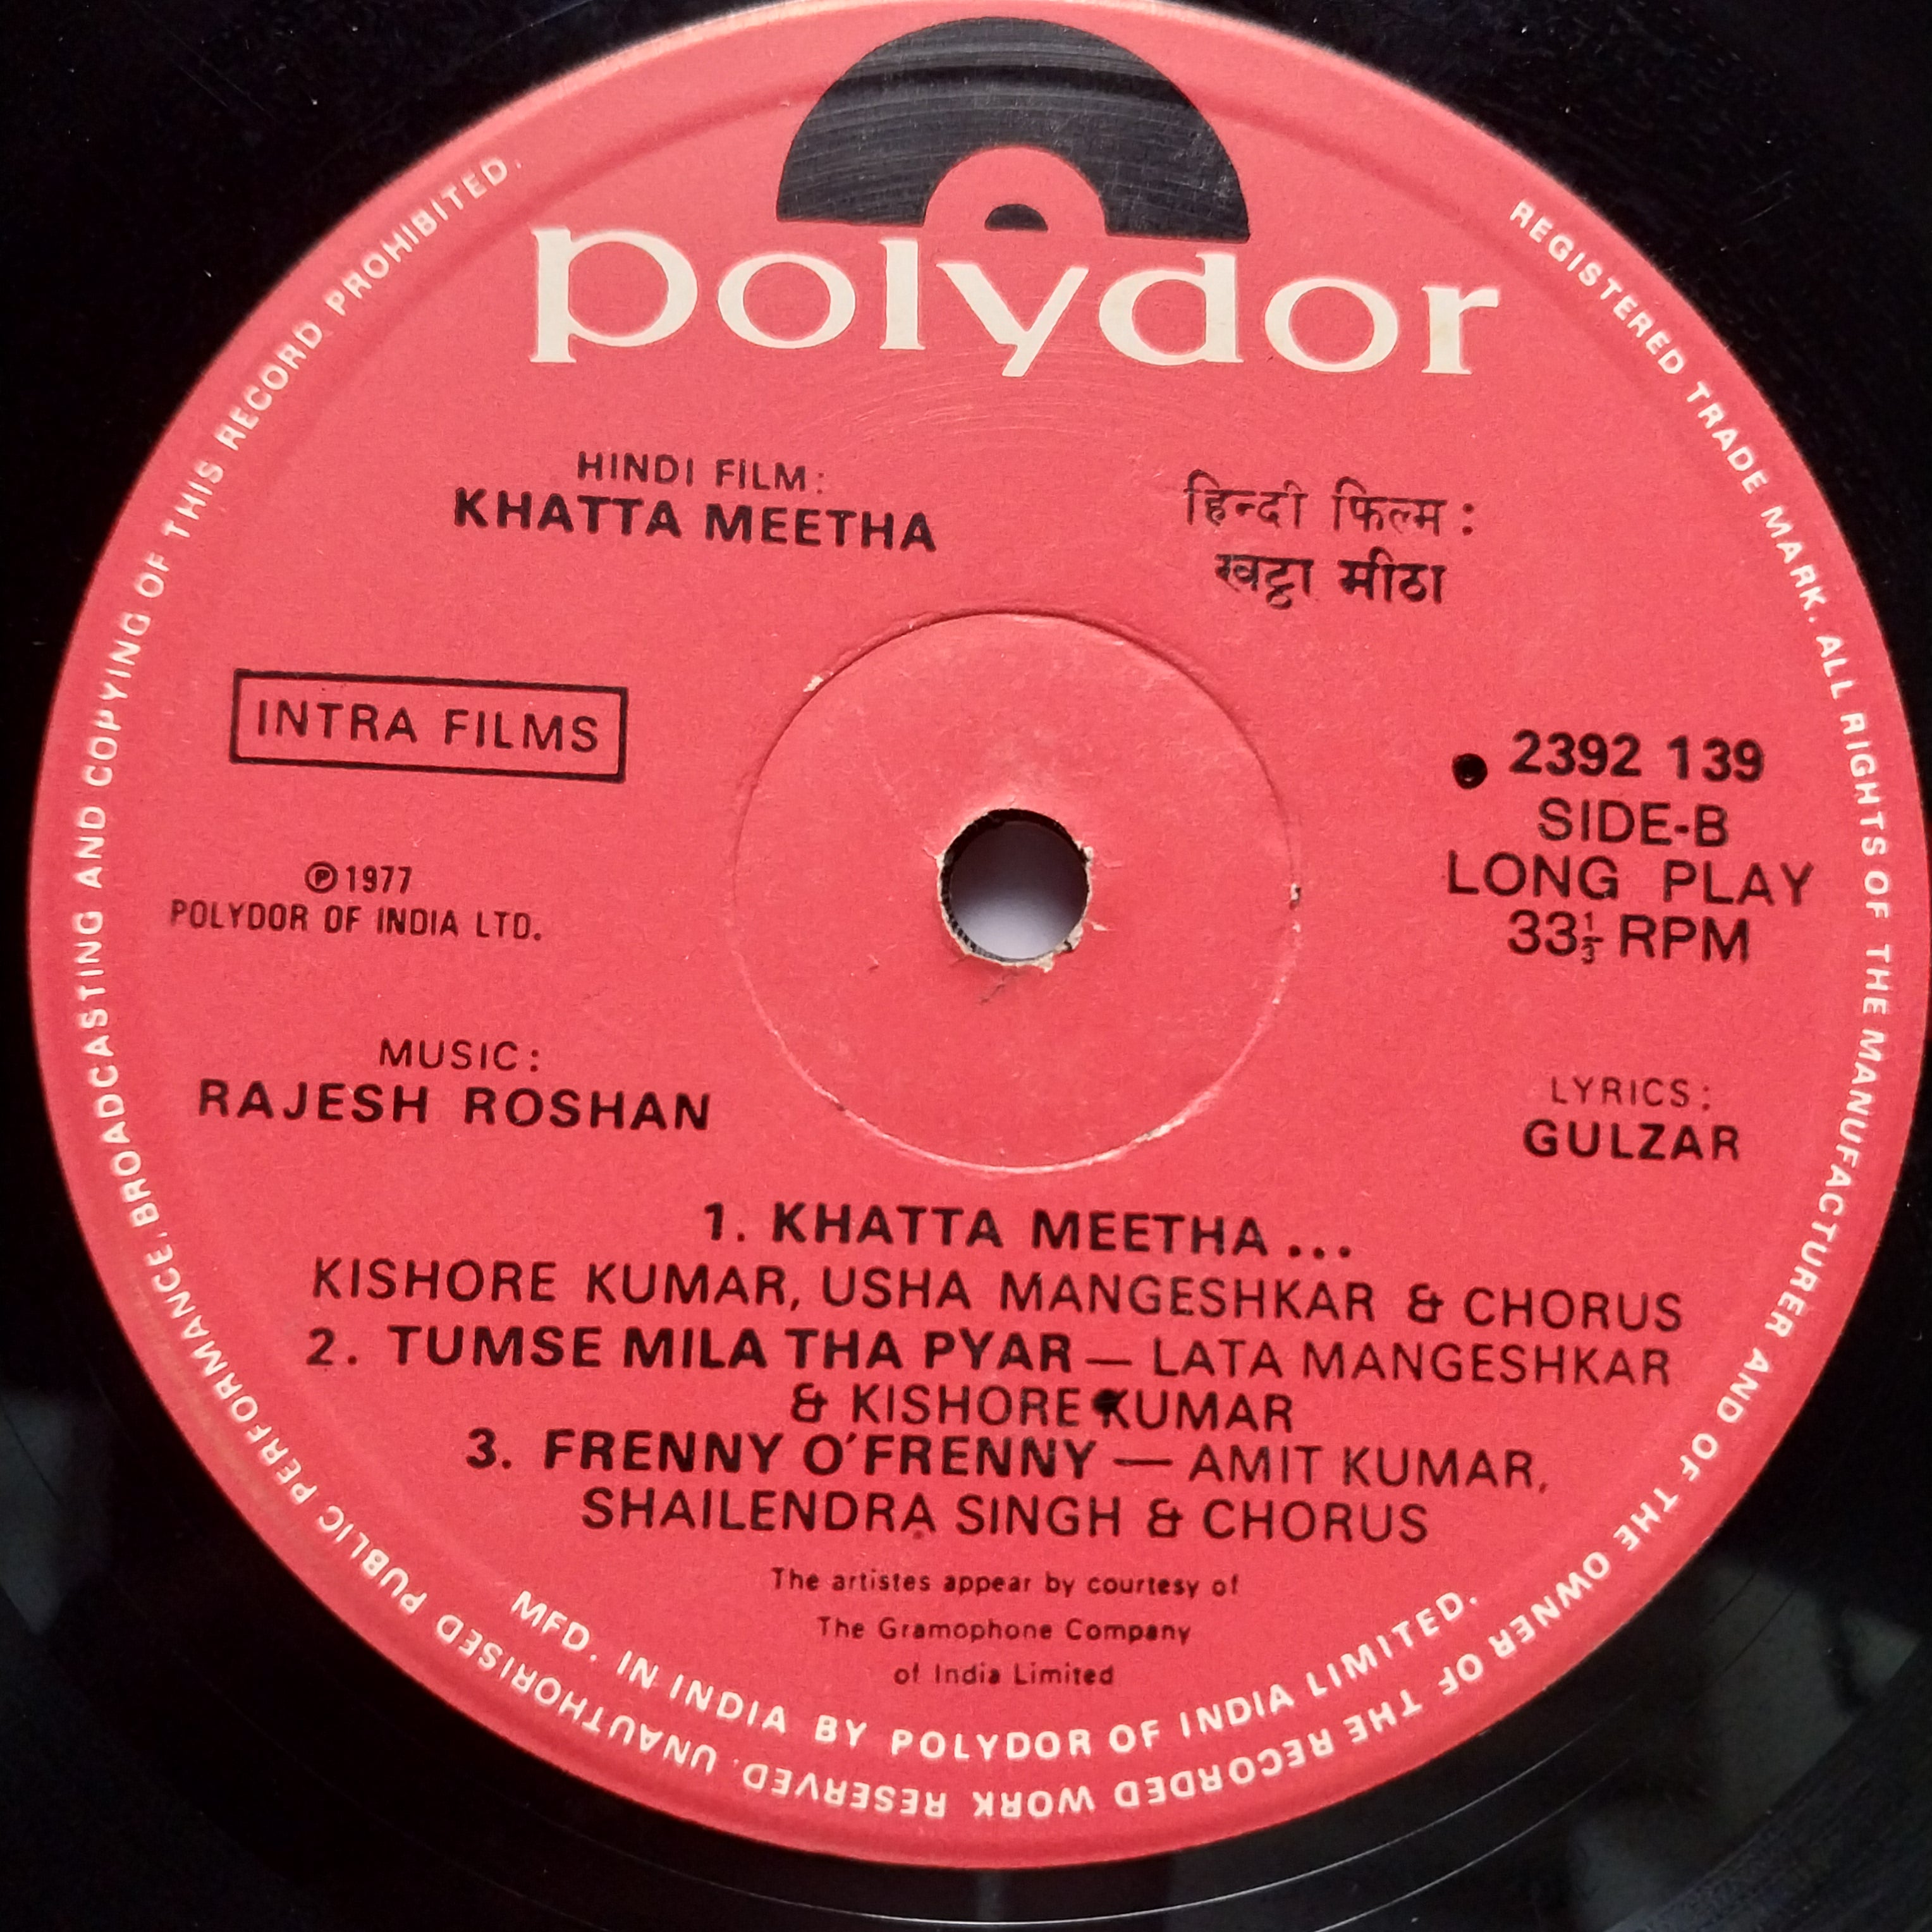 polydor
HINDI FILM:
KHATTA MEETHA
हिन्दी फिल्म :
खट्टा मीठा
INTRA FILMS
● 2392 139
SIDE-B
LONG PLAY
33⅓ RPM
℗ 1977
POLYDOR OF INDIA LTD.
MUSIC:
RAJESH ROSHAN
LYRICS:
GULZAR
1. KHATTA MEETHA ...
KISHORE KUMAR, USHA MANGESHKAR & CHORUS
2. TUMSE MILA THA PYAR — LATA MANGESHKAR
& KISHORE KUMAR
3. FRENNY O'FRENNY — AMIT KUMAR,
SHAILENDRA SINGH & CHORUS
The artistes appear by courtesy of
The Gramophone Company
of India Limited
MFD. IN INDIA BY POLYDOR OF INDIA LIMITED.
REGISTERED TRADE MARK. ALL RIGHTS OF THE MANUFACTURER AND OF THE OWNER OF THE RECORDED WORK RESERVED. UNAUTHORISED PUBLIC PERFORMANCE. BROADCASTING AND COPYING OF THIS RECORD PROHIBITED.